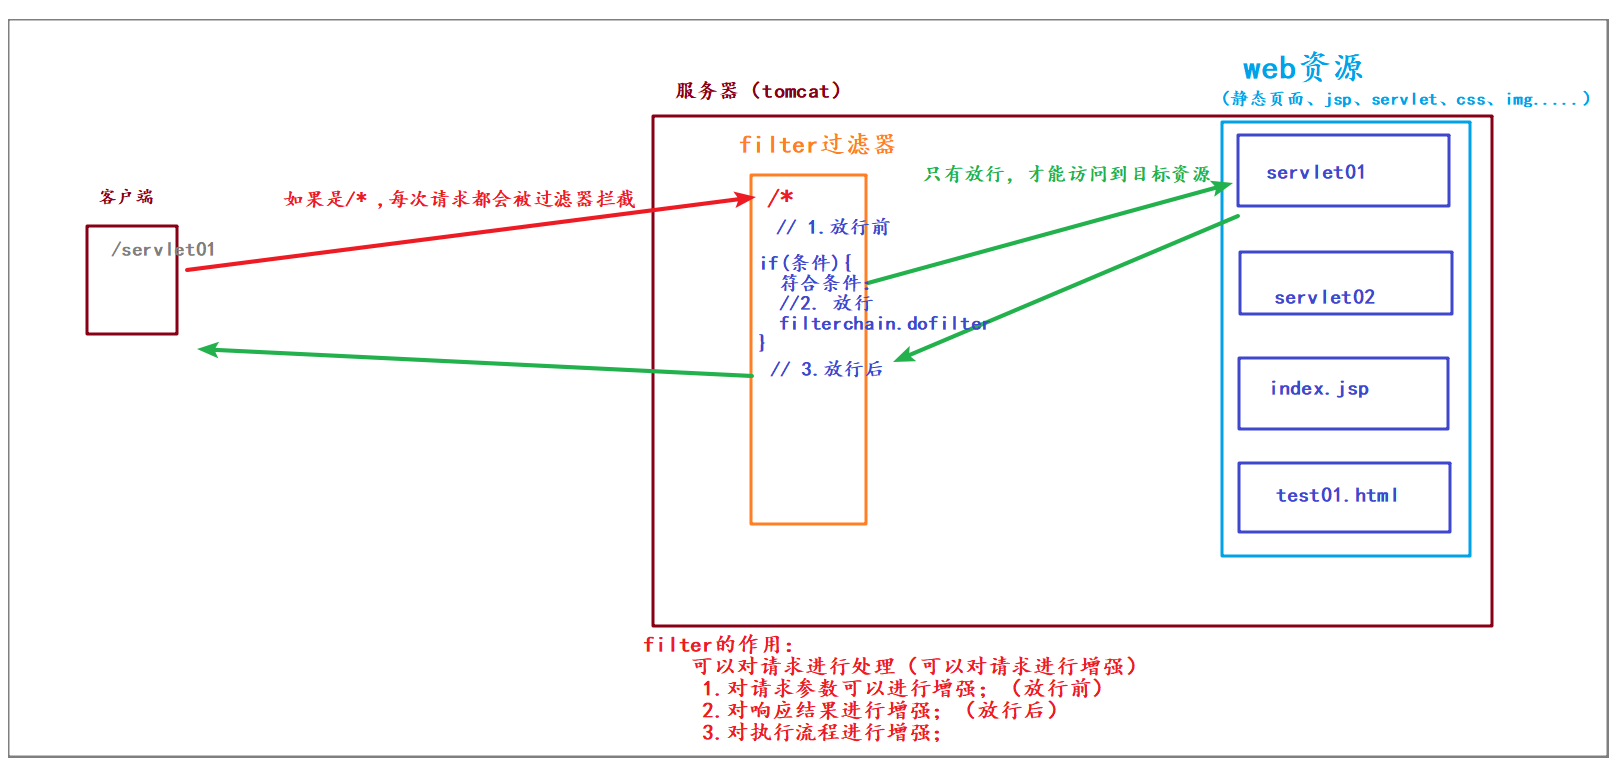 web资源
(静态页面、jsp、servlet、css、img.....)
服务器（tomcat）
filter过滤器
客户端
/servlet01
如果是/* ,每次请求都会被过滤器拦截
/*
// 1.放行前
if(条件){
符合条件:
//2. 放行
filterchain.dofilter
}
// 3.放行后
只有放行，才能访问到目标资源
servlet01
servlet02
index.jsp
test01.html
filter的作用：
可以对请求进行处理（可以对请求进行增强）
1.对请求参数可以进行增强；（放行前）
2.对响应结果进行增强；（放行后）
3.对执行流程进行增强；